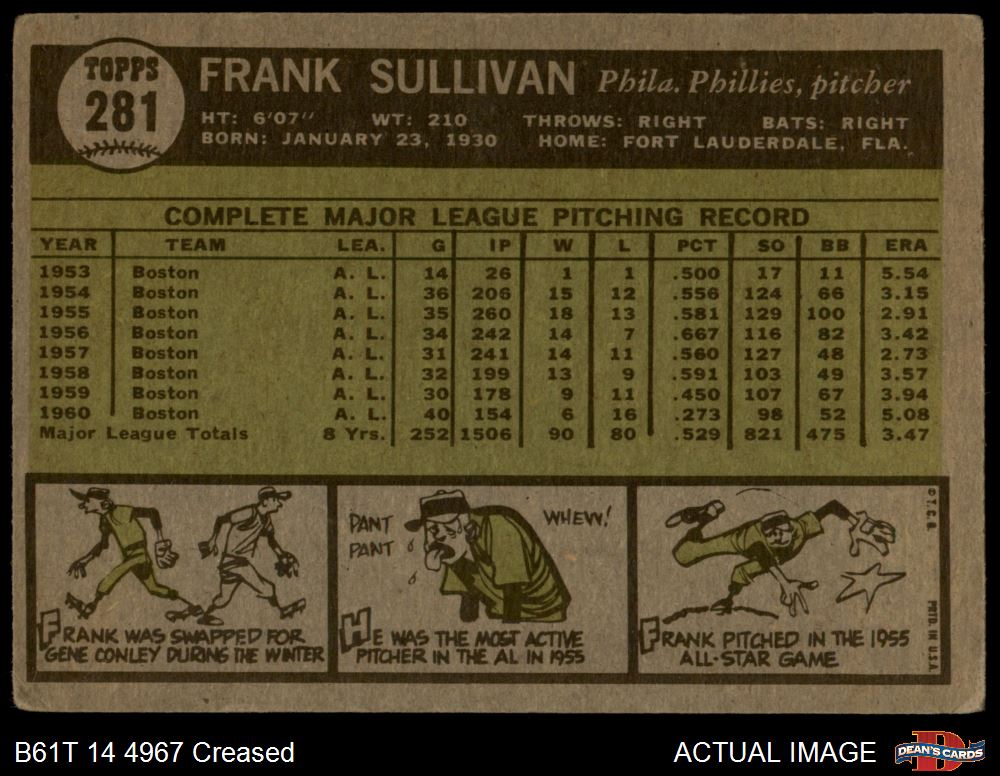 TOPPS
281
FRANK SULLIVAN Phila. Phillies, pitcher
HT: 6'07" WT: 210 THROWS: RIGHT BATS: RIGHT
BORN: JANUARY 23, 1930 HOME: FORT LAUDERDALE, FLA.
COMPLETE MAJOR LEAGUE PITCHING RECORD
YEAR TEAM LEA. G IP W L PCT SO BB ERA
1953 Boston A. L. 14 26 1 1 .500 17 11 5.54
1954 Boston A. L. 36 206 15 12 .556 124 66 3.15
1955 Boston A. L. 35 260 18 13 .581 129 100 2.91
1956 Boston A. L. 34 242 14 7 .667 116 82 3.42
1957 Boston A. L. 31 241 14 11 .560 127 48 2.73
1958 Boston A. L. 32 199 13 9 .591 103 49 3.57
1959 Boston A. L. 30 178 9 11 .450 107 67 3.94
1960 Boston A. L. 40 154 6 16 .273 98 52 5.08
Major League Totals 8 Yrs. 252 1506 90 80 .529 821 475 3.47
FRANK WAS SWAPPED FOR
GENE CONLEY DURING THE WINTER
PANT
PANT
WHEW!
HE WAS THE MOST ACTIVE
PITCHER IN THE AL IN 1955
FRANK PITCHED IN THE 1955
ALL-STAR GAME
© T.C.G.
PRTD. IN U.S.A.
B61T 14 4967 Creased
ACTUAL IMAGE
DEAN'S CARDS